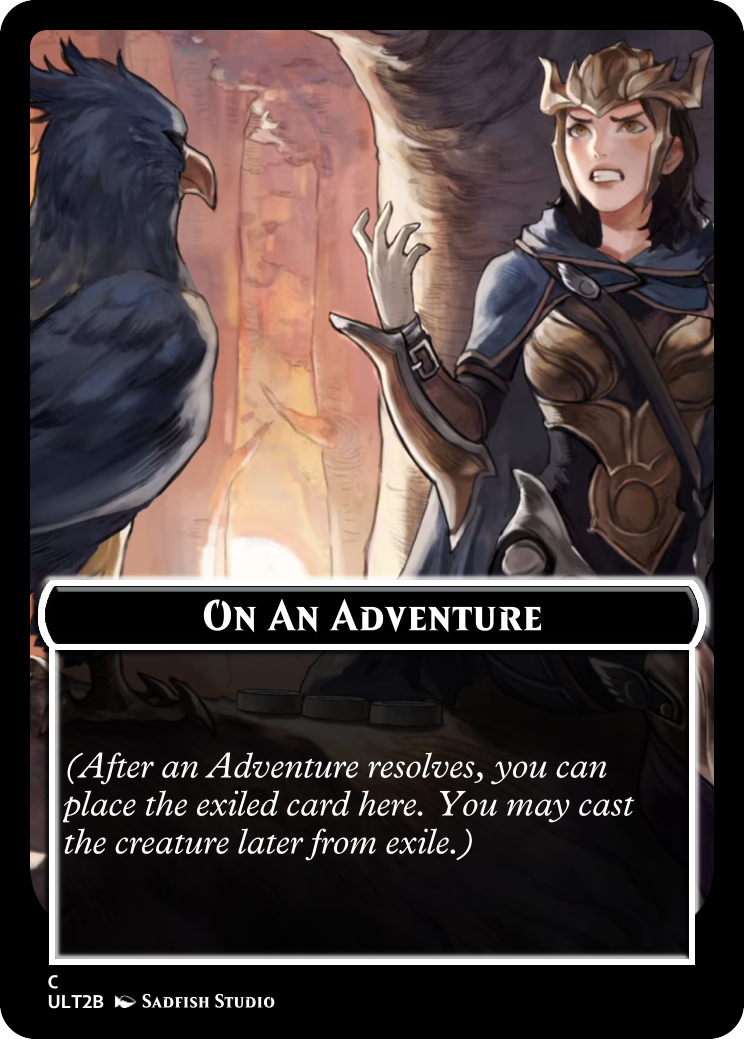 On An Adventure
(After an Adventure resolves, you can
place the exiled card here. You may cast
the creature later from exile.)
C
ULT2B Sadfish Studio